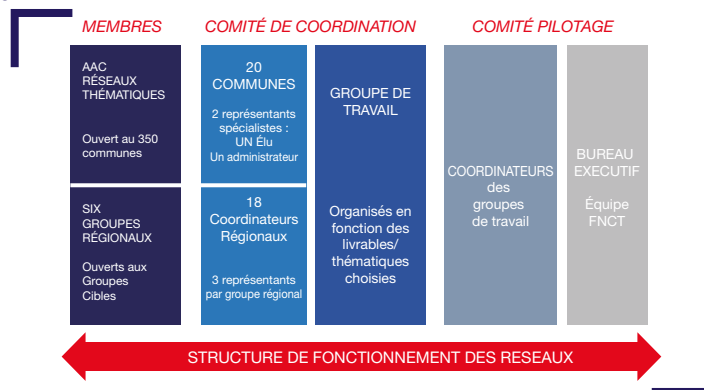 MEMBRES
COMITÉ DE COORDINATION
COMITÉ PILOTAGE
AAC
RÉSEAUX
THÉMATIQUES
Ouvert au 350
communes
SIX
GROUPES
RÉGIONAUX
Ouverts aux
Groupes
Cibles
20
COMMUNES
2 représentants
spécialistes :
UN Élu
Un administrateur
18
Coordinateurs
Régionaux
3 représentants
par groupe régional
GROUPE DE
TRAVAIL
Organisés en
fonction des
livrables/
thématiques
choisies
COORDINATEURS
des
groupes
de travail
BUREAU
EXECUTIF
Équipe
FNCT
STRUCTURE DE FONCTIONNEMENT DES RESEAUX